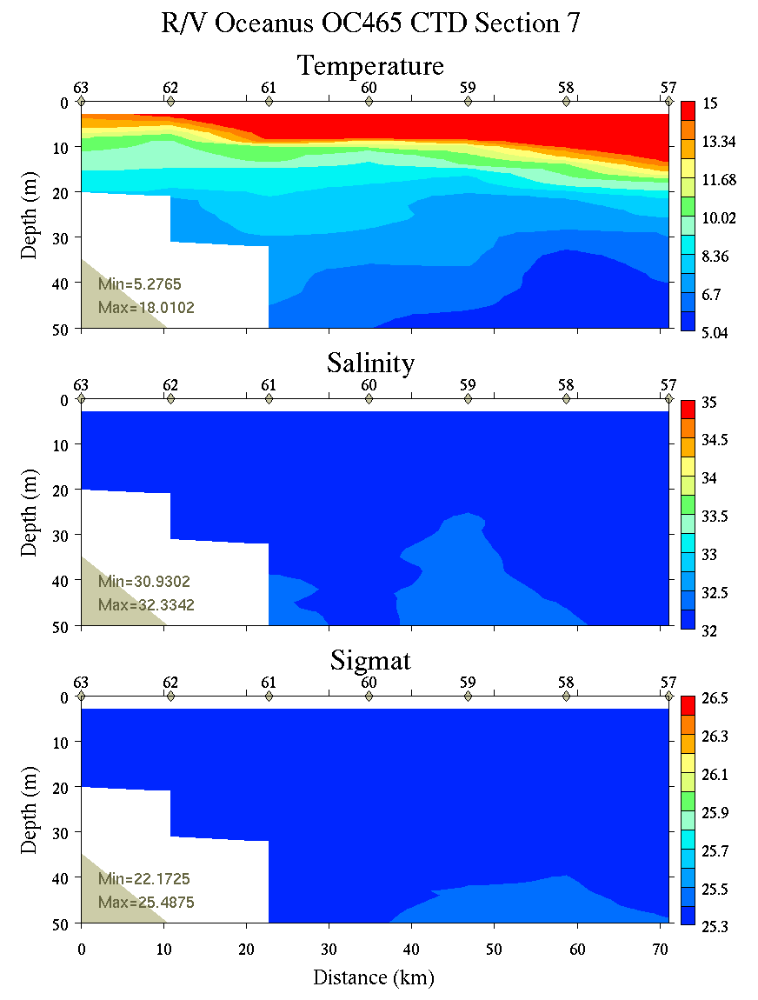 R/V Oceanus OC465 CTD Section 7
Temperature
63 62 61 60 59 58 57
0
10
20
30
40
50
Depth (m)
Min=5.2765
Max=18.0102
15
13.34
11.68
10.02
8.36
6.7
5.04
Salinity
63 62 61 60 59 58 57
0
10
20
30
40
50
Depth (m)
Min=30.9302
Max=32.3342
35
34.5
34
33.5
33
32.5
32
Sigmat
63 62 61 60 59 58 57
0
10
20
30
40
50
Depth (m)
Min=22.1725
Max=25.4875
26.5
26.3
26.1
25.9
25.7
25.5
25.3
0 10 20 30 40 50 60 70
Distance (km)